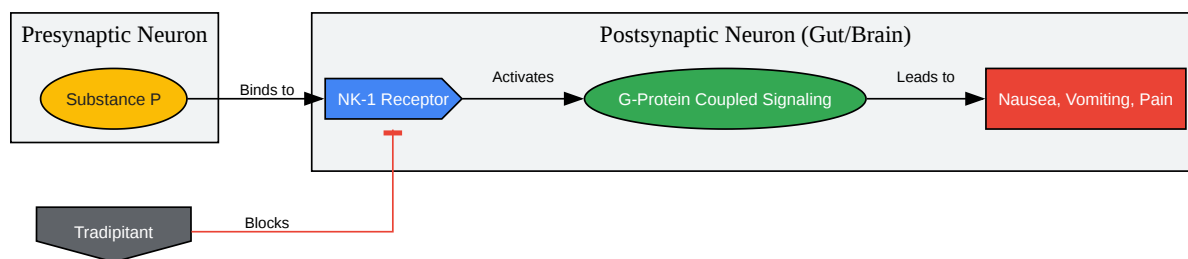 Presynaptic Neuron
Postsynaptic Neuron (Gut/Brain)
Substance P
Binds to
NK-1 Receptor
Activates
G-Protein Coupled Signaling
Leads to
Nausea, Vomiting, Pain
Tradipitant
Blocks